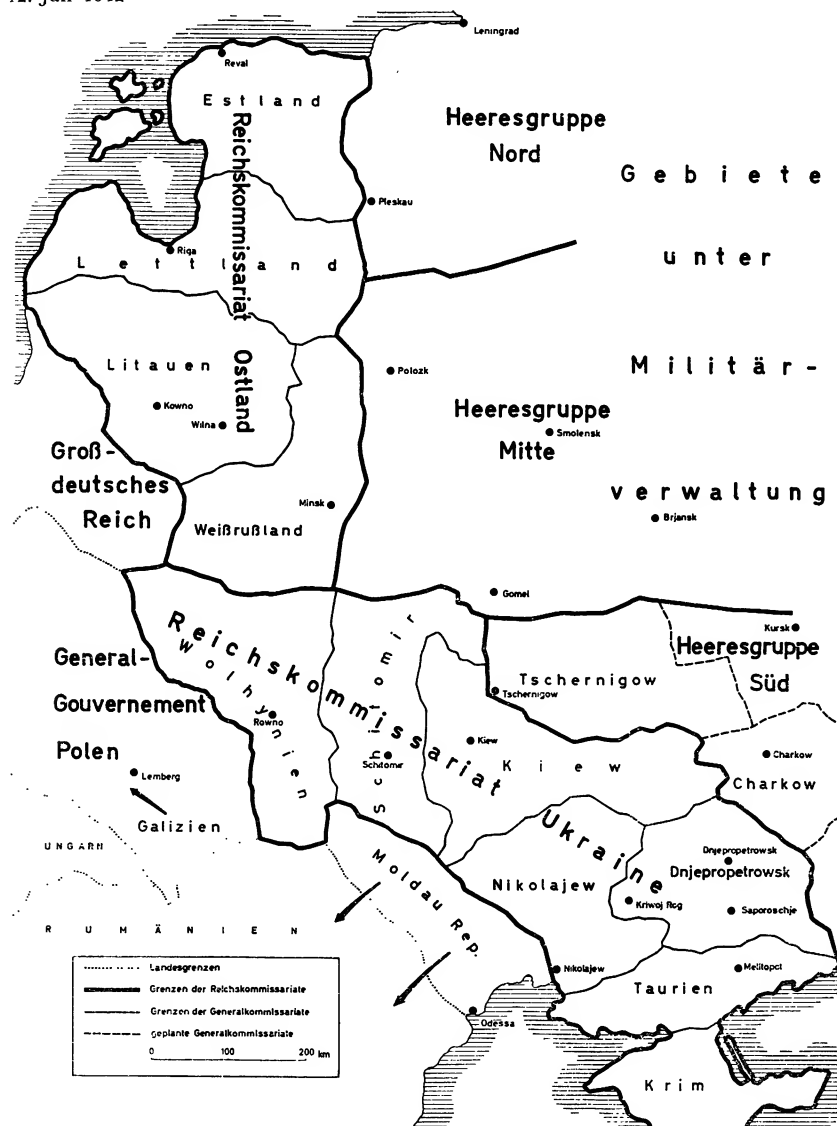 Leningrad
Reval
Estland
Heeresgruppe
Nord
Gebiete
unter
Militär-
verwaltung
Reichskommissariat Ostland
Pleskau
Riga
Lettland
Litauen
Polozk
Kowno
Wilna
Heeresgruppe
Mitte
Smolensk
Groß-
deutsches
Reich
Minsk
Weißrußland
Brjansk
Gomel
Kursk
Heeresgruppe
Süd
Reichskommissariat Ukraine
Wolhynien
Schitomir
General-
Gouvernement
Polen
Tschernigow
Tschernigow
Rowno
Kiew
Schitomir
Kiew
Charkow
Charkow
Lemberg
Galizien
UNGARN
Moldau Rep.
Nikolajew
Dnjepropetrowsk
Dnjepropetrowsk
Kriwoj Rog
Saporoschje
RUMÄNIEN
Nikolajew
Melitopol
Taurien
Odessa
Krim
Landesgrenzen
Grenzen der Reichskommissariate
Grenzen der Generalkommissariate
geplante Generalkommissariate
0 100 200 km